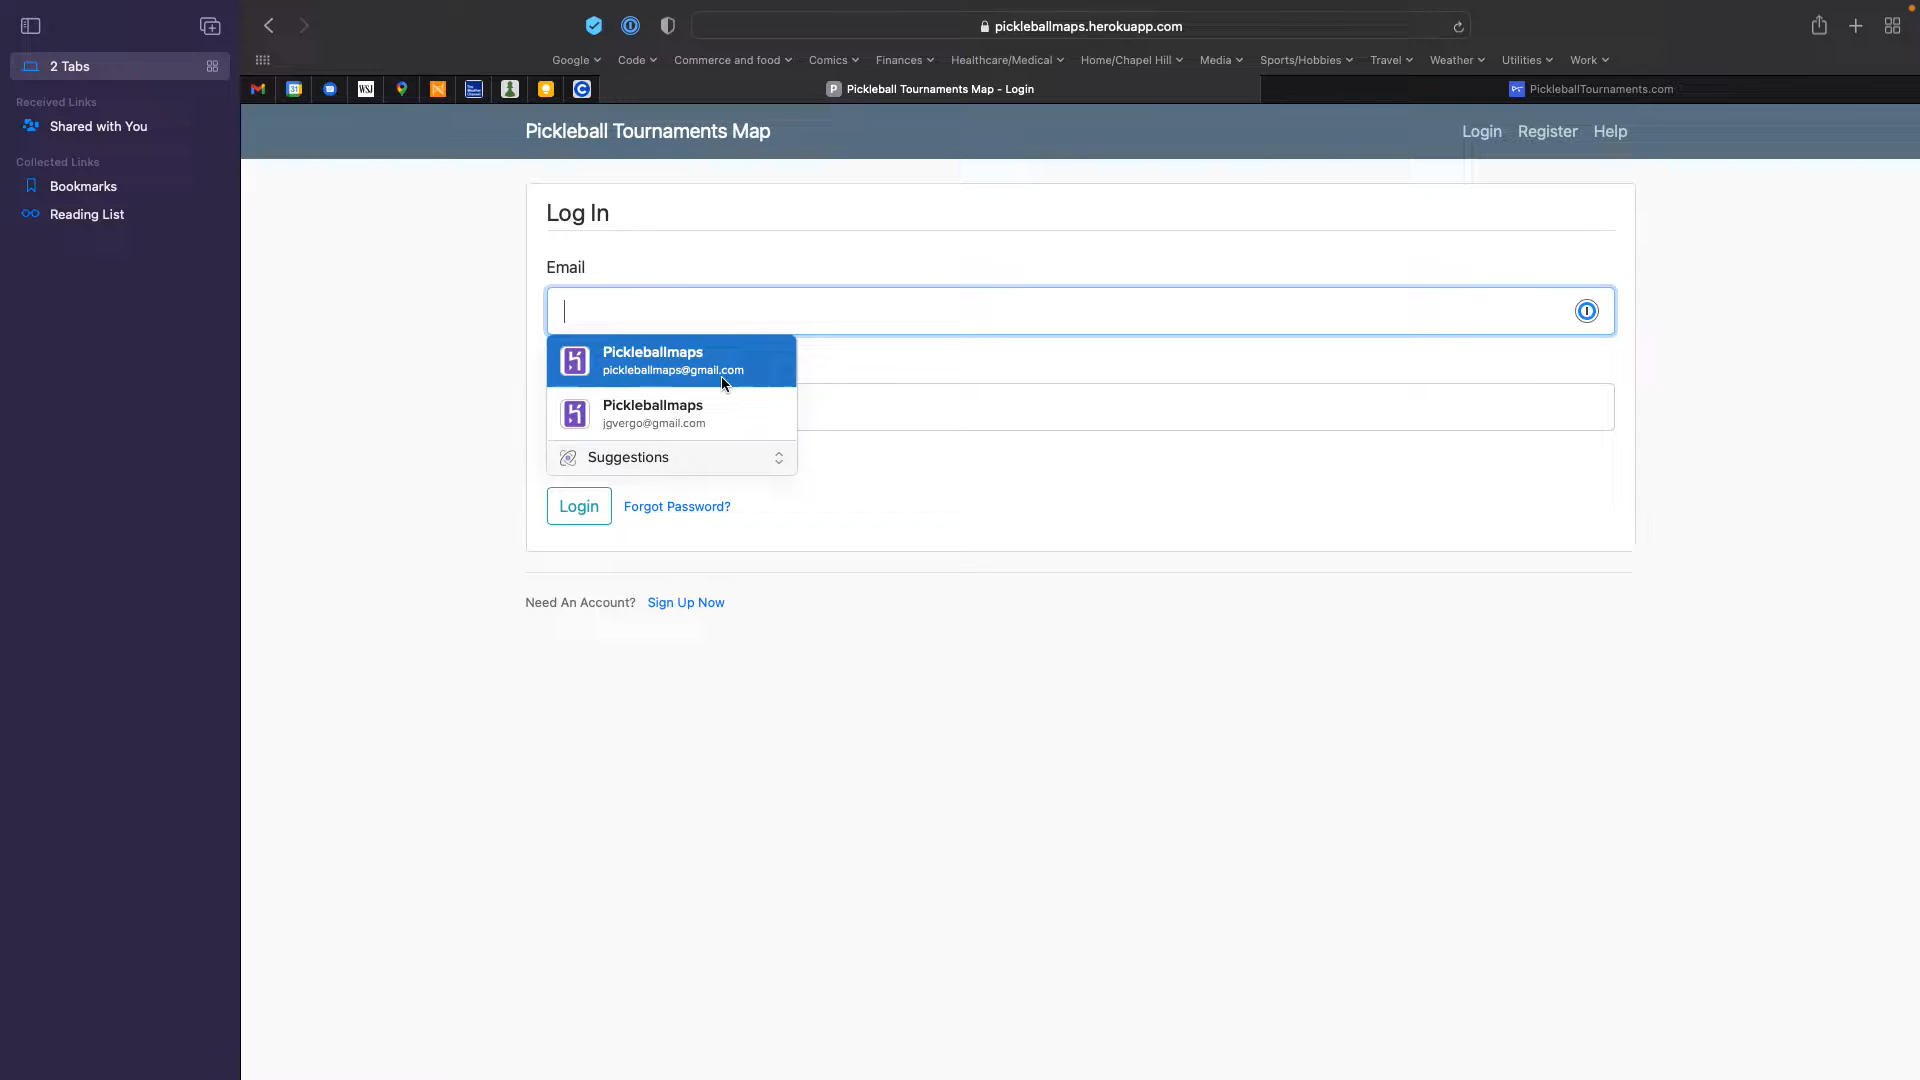 2 Tabs
Received Links
Shared with You
Collected Links
Bookmarks
Reading List
pickleballmaps.herokuapp.com
Google Code Commerce and food Comics Finances Healthcare/Medical Home/Chapel Hill Media Sports/Hobbies Travel Weather Utilities Work
31 WSJ P Pickleball Tournaments Map - Login PickleballTournaments.com
Pickleball Tournaments Map Login Register Help
Log In
Email
Pickleballmaps
pickleballmaps@gmail.com
Pickleballmaps
jgvergo@gmail.com
Suggestions
Login Forgot Password?
Need An Account? Sign Up Now